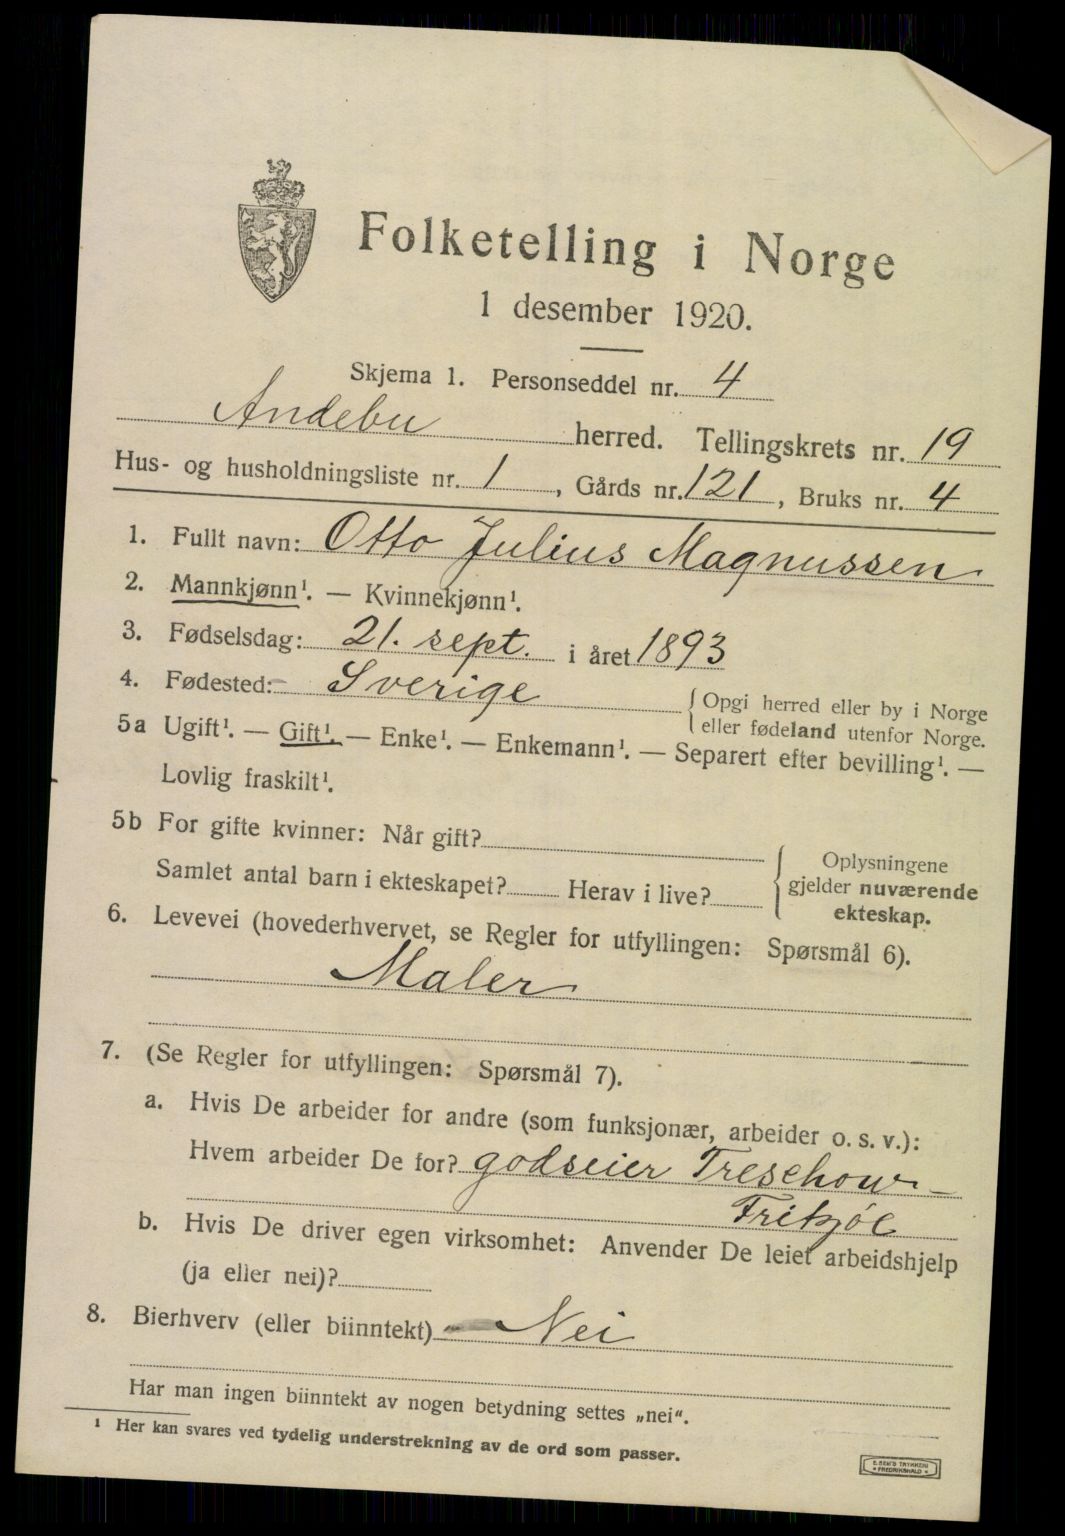 Folketelling i Norge
1 desember 1920.
Skjema 1. Personseddel nr. 4
Andebu herred. Tellingskrets nr. 19
Hus- og husholdningsliste nr. 1, Gårds nr. 121, Bruks nr. 4
1. Fullt navn: Otto Julius Magnussen
2. Mannkjønn¹. — Kvinnekjønn¹.
3. Fødselsdag: 21. sept. i året 1893
4. Fødested: Sverige { Opgi herred eller by i Norge
eller fødeland utenfor Norge.
5a Ugift¹. — Gift¹. — Enke¹. — Enkemann¹. — Separert efter bevilling¹. —
Lovlig fraskilt¹.
5b For gifte kvinner: Når gift?
Samlet antal barn i ekteskapet? Herav i live?
{ Oplysningene
gjelder nuværende
ekteskap.
6. Levevei (hovederhvervet, se Regler for utfyllingen: Spørsmål 6).
Maler
7. (Se Regler for utfyllingen: Spørsmål 7).
a. Hvis De arbeider for andre (som funksjonær, arbeider o. s. v.):
Hvem arbeider De for? godseier Treschow-
Fritzøe
b. Hvis De driver egen virksomhet: Anvender De leiet arbeidshjelp
(ja eller nei)?
8. Bierhverv (eller biinntekt) Nei
Har man ingen biinntekt av nogen betydning settes „nei“.
¹ Her kan svares ved tydelig understrekning av de ord som passer.
E. SEM'S TRYKKERI
FREDRIKSHALD